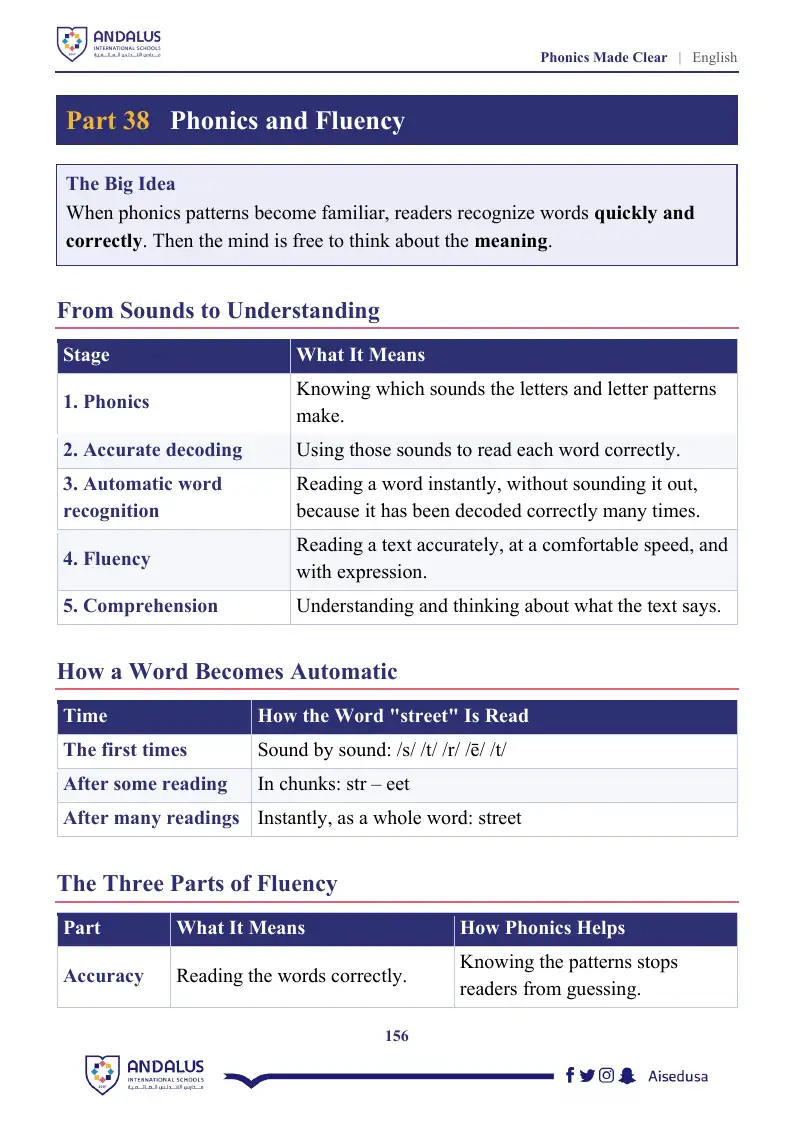 ANDALUS
INTERNATIONAL SCHOOLS
مدارس الأندلس العالمية
Phonics Made Clear | English
Part 38 Phonics and Fluency
The Big Idea
When phonics patterns become familiar, readers recognize words quickly and
correctly. Then the mind is free to think about the meaning.
From Sounds to Understanding
Stage What It Means
1. Phonics Knowing which sounds the letters and letter patterns
make.
2. Accurate decoding Using those sounds to read each word correctly.
3. Automatic word Reading a word instantly, without sounding it out,
recognition because it has been decoded correctly many times.
4. Fluency Reading a text accurately, at a comfortable speed, and
with expression.
5. Comprehension Understanding and thinking about what the text says.
How a Word Becomes Automatic
Time How the Word "street" Is Read
The first times Sound by sound: /s/ /t/ /r/ /ē/ /t/
After some reading In chunks: str – eet
After many readings Instantly, as a whole word: street
The Three Parts of Fluency
Part What It Means How Phonics Helps
Accuracy Reading the words correctly. Knowing the patterns stops
readers from guessing.
156
ANDALUS
INTERNATIONAL SCHOOLS
مدارس الأندلس العالمية
Aisedusa